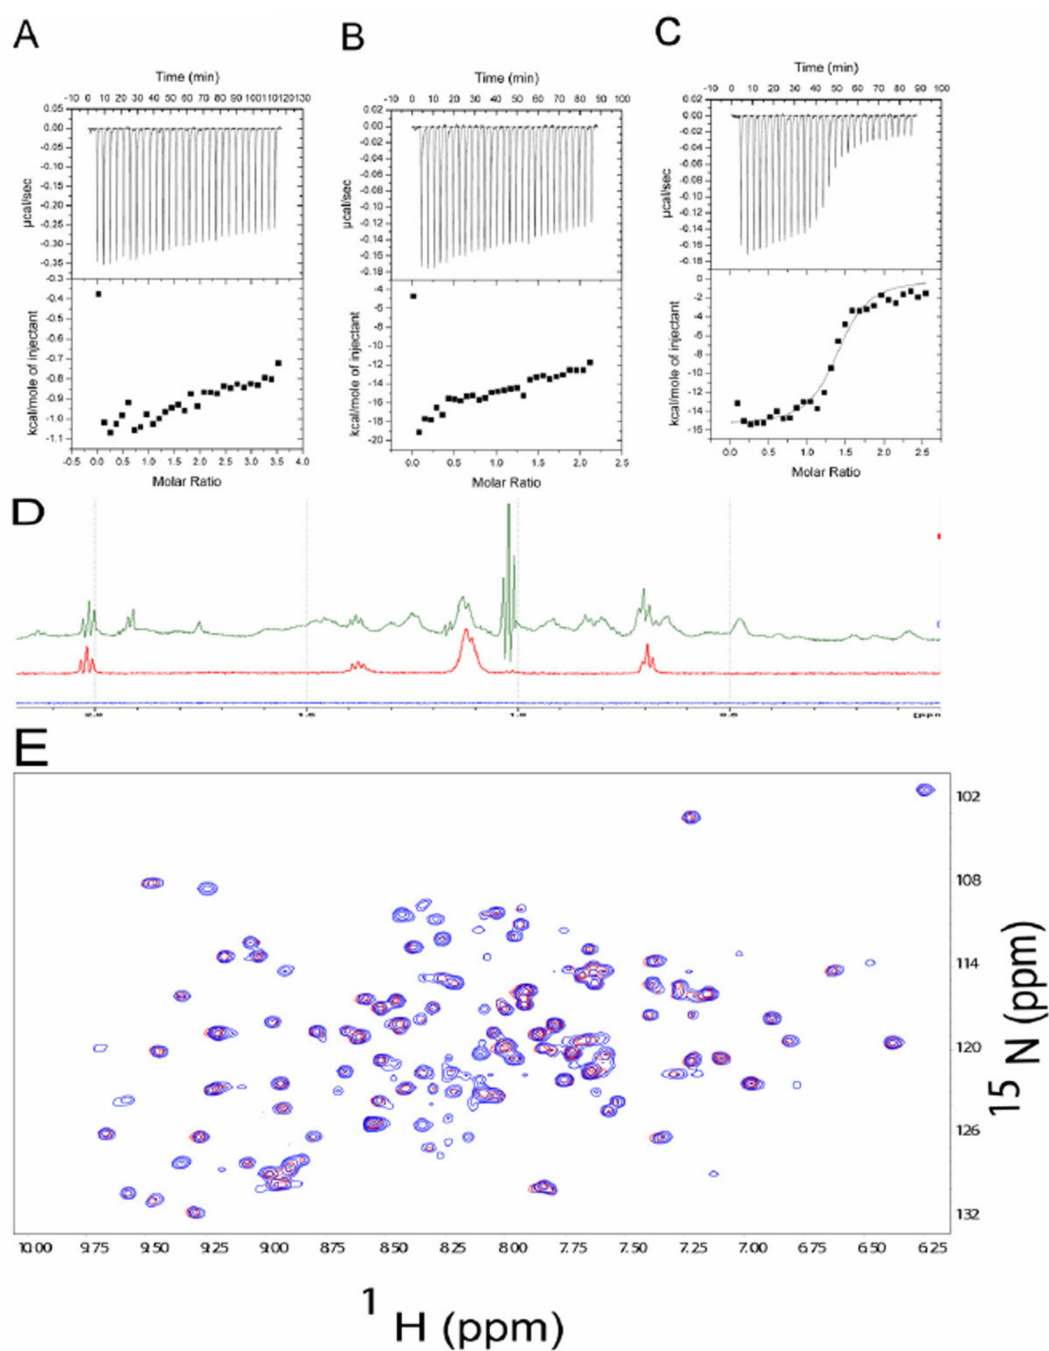 A
Time (min)
-10 0 10 20 30 40 50 60 70 80 90 100 110 120 130
0.05
0.00
-0.05
-0.10
-0.15
-0.20
-0.25
-0.30
-0.35
µcal/sec
-0.3
-0.4
-0.5
-0.6
-0.7
-0.8
-0.9
-1.0
-1.1
kcal/mole of injectant
-0.5 0.0 0.5 1.0 1.5 2.0 2.5 3.0 3.5 4.0
Molar Ratio
B
Time (min)
-10 0 10 20 30 40 50 60 70 80 90 100
0.02
0.00
-0.02
-0.04
-0.06
-0.08
-0.10
-0.12
-0.14
-0.16
-0.18
µcal/sec
-4
-6
-8
-10
-12
-14
-16
-18
-20
kcal/mole of injectant
0.0 0.5 1.0 1.5 2.0 2.5
Molar Ratio
C
Time (min)
-10 0 10 20 30 40 50 60 70 80 90 100
0.02
0.00
-0.02
-0.04
-0.06
-0.08
-0.10
-0.12
-0.14
-0.16
-0.18
µcal/sec
0
-2
-4
-6
-8
-10
-12
-14
-16
kcal/mole of injectant
0.0 0.5 1.0 1.5 2.0 2.5
Molar Ratio
D
E
102
108
114
120
126
132
15 N (ppm)
10.00 9.75 9.50 9.25 9.00 8.75 8.50 8.25 8.00 7.75 7.50 7.25 7.00 6.75 6.50 6.25
1 H (ppm)